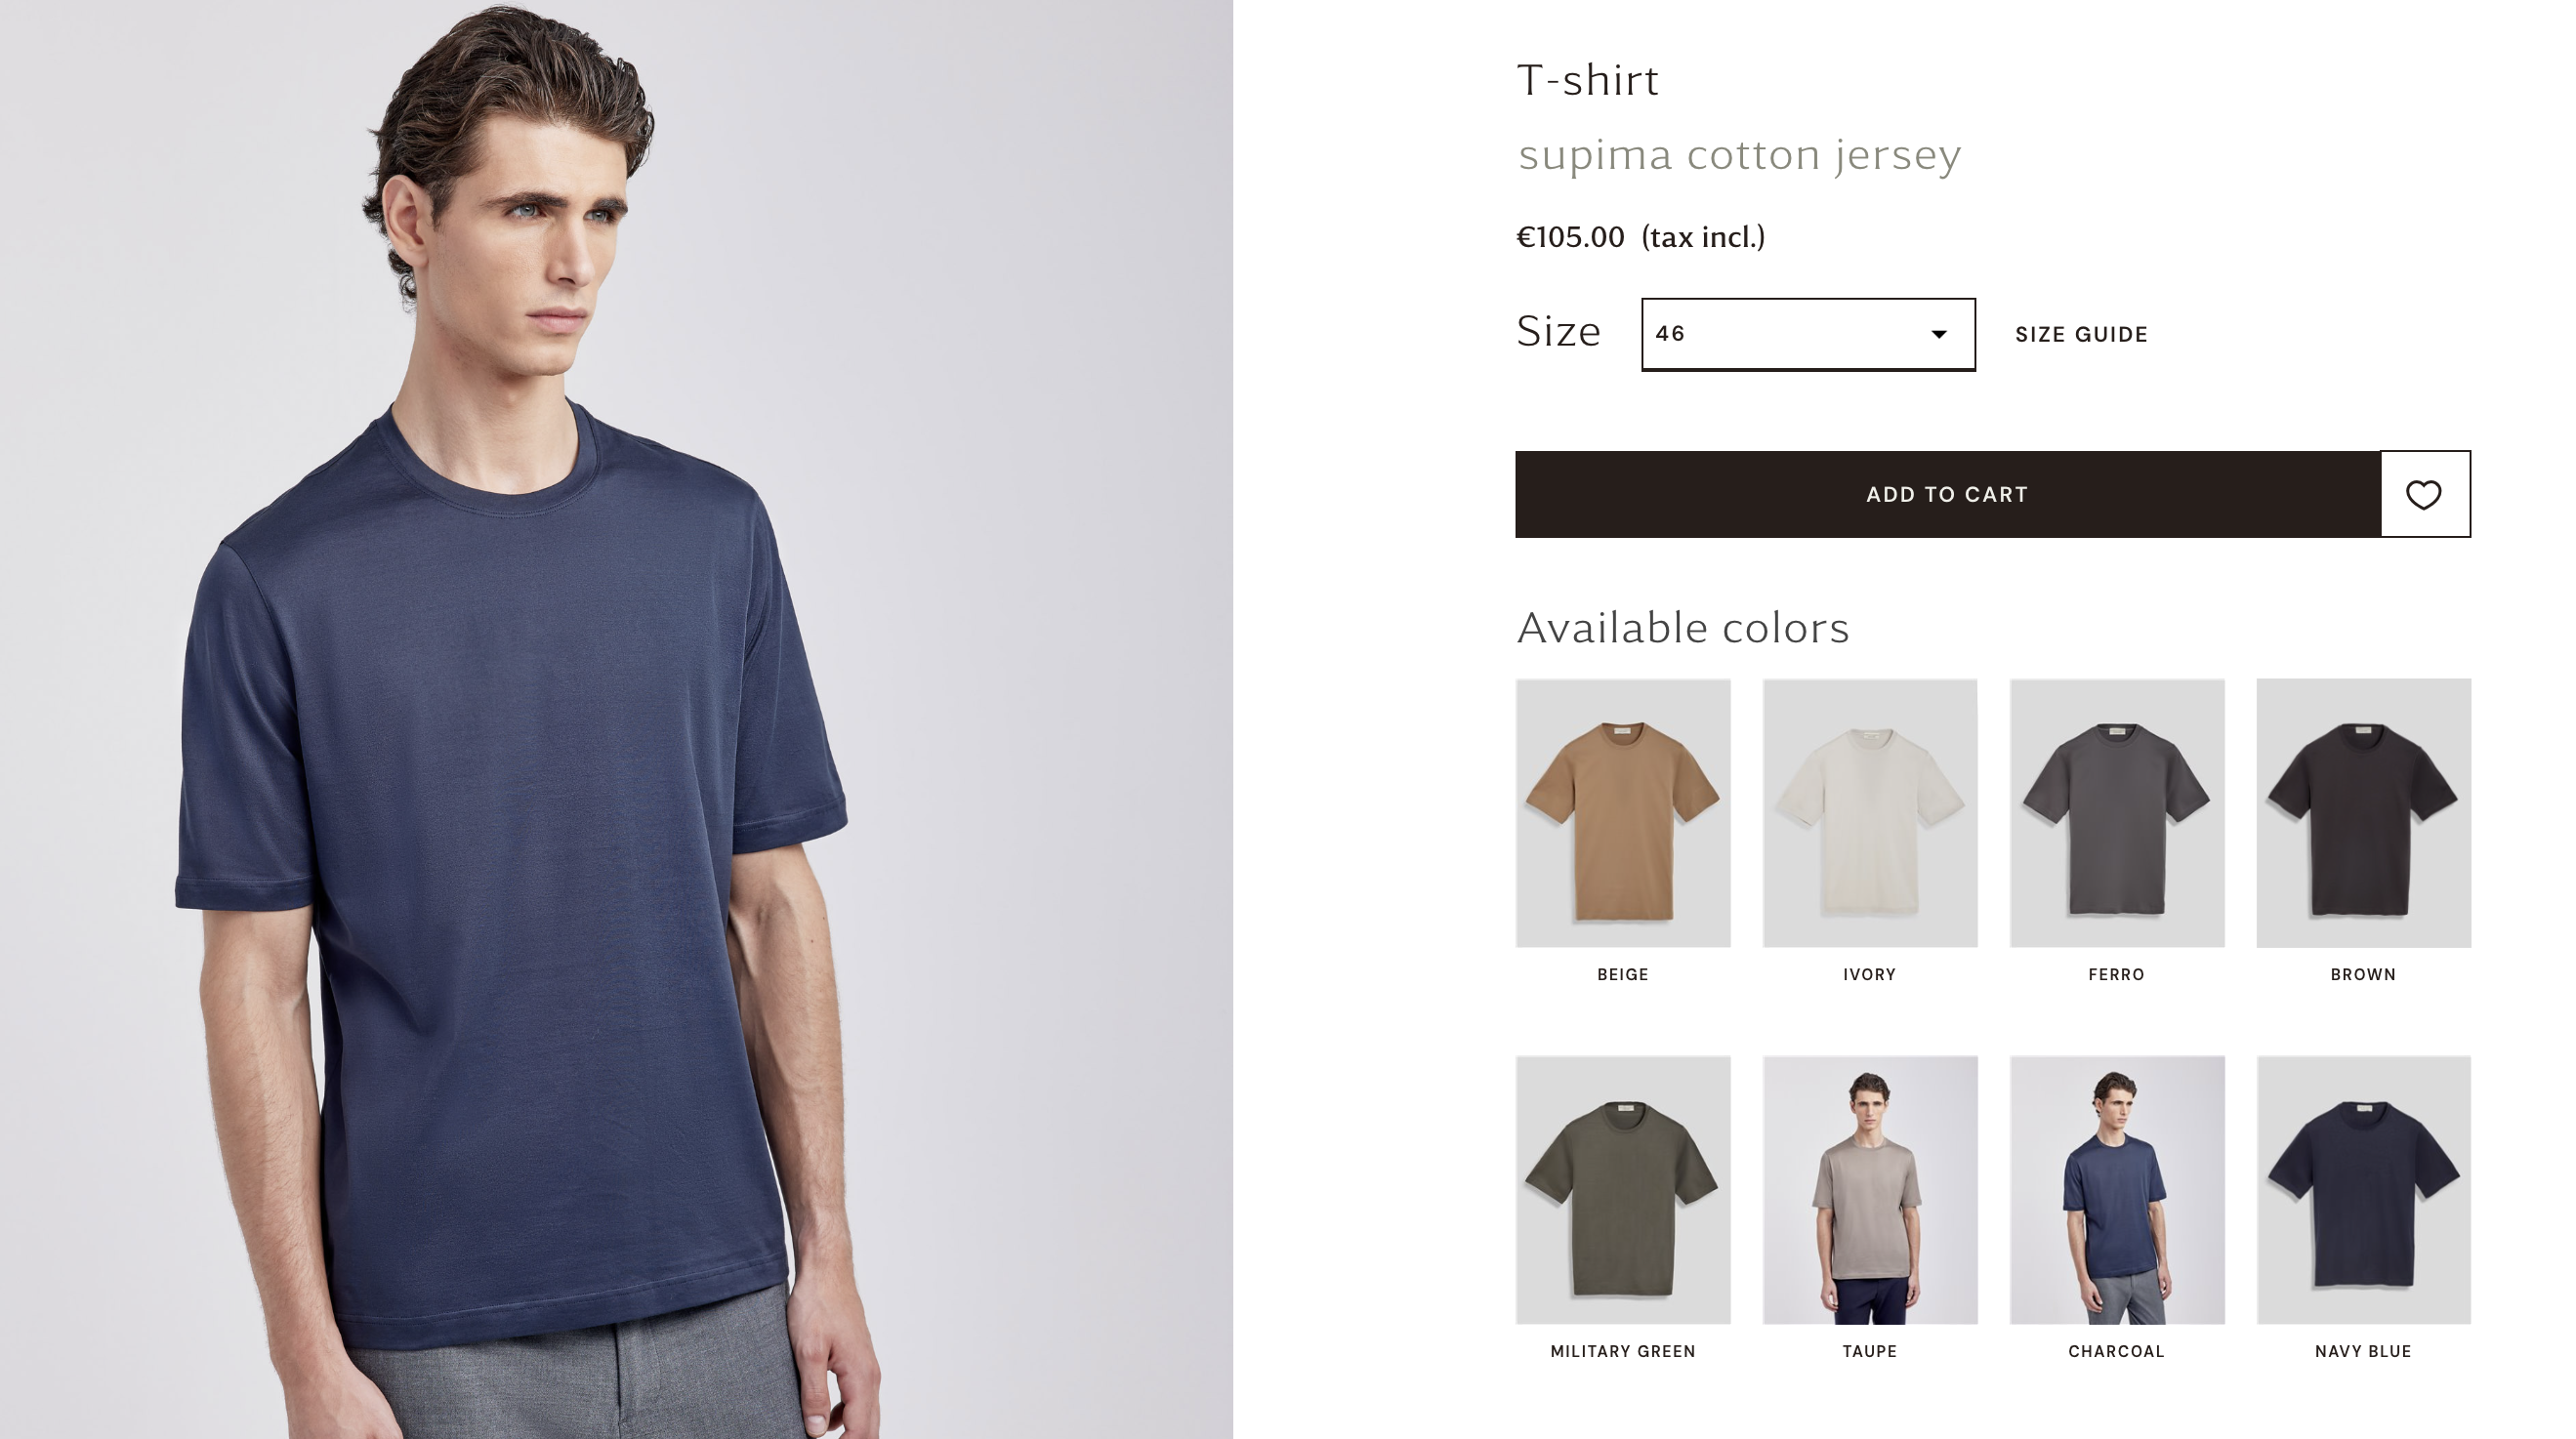 T-shirt
supima cotton jersey
€105.00 (tax incl.)
Size 46 SIZE GUIDE
ADD TO CART
Available colors
BEIGE IVORY FERRO BROWN
MILITARY GREEN TAUPE CHARCOAL NAVY BLUE